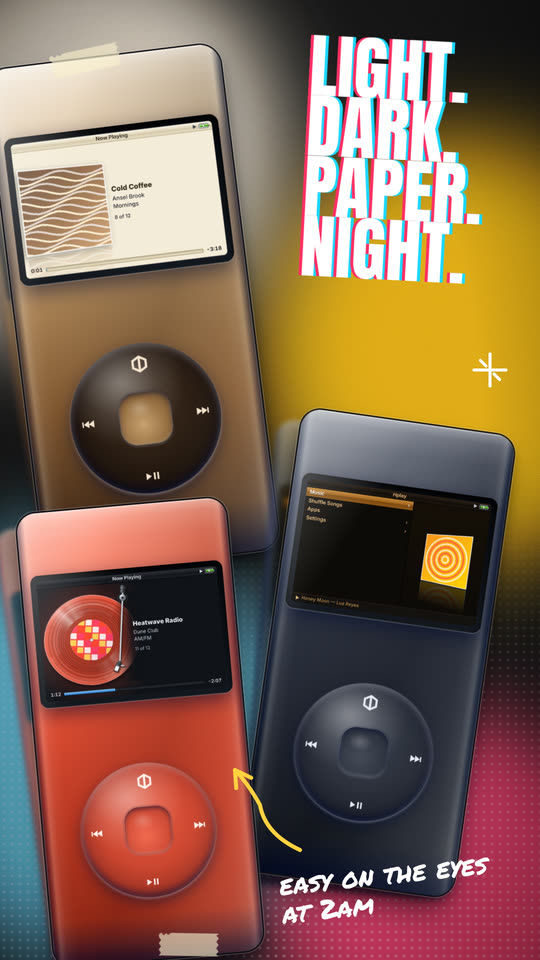 LIGHT.
DARK.
PAPER.
NIGHT.
Now Playing
Cold Coffee
Ansel Brook
Mornings
8 of 12
0:01
-3:18
Music
Hplay
Shuffle Songs
Apps
Settings
Honey Moon — Lux Reyes
Now Playing
Heatwave Radio
Dune Club
AM/FM
11 of 12
1:12
-2:07
EASY ON THE EYES
AT 2AM